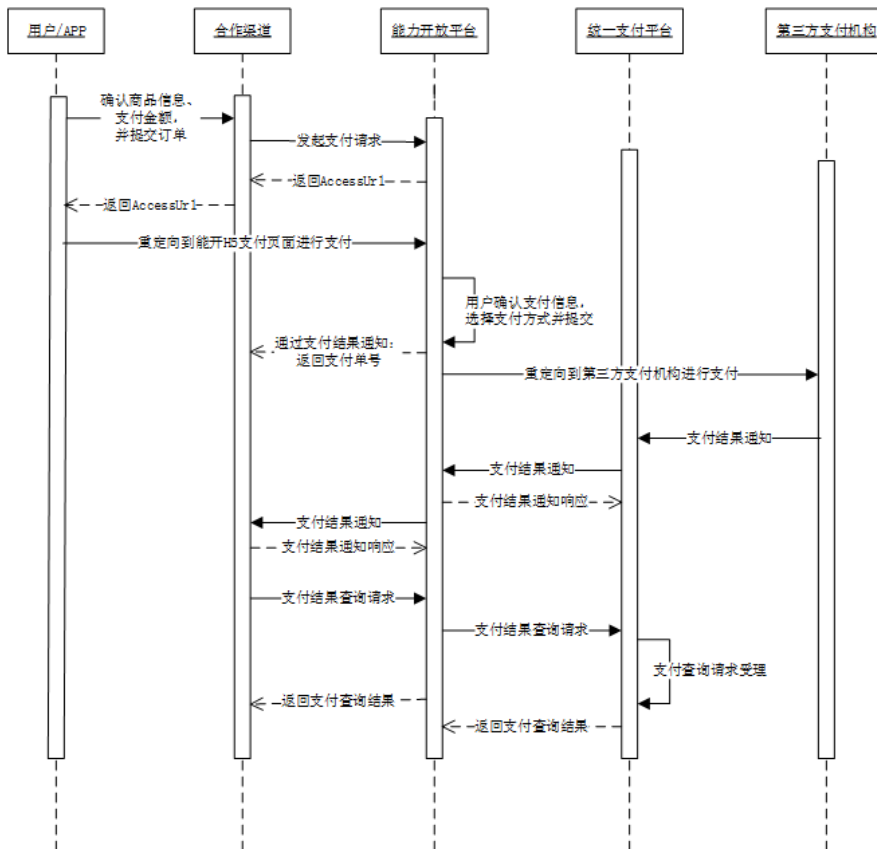 用户/APP
合作渠道
能力开放平台
统一支付平台
第三方支付机构
确认商品信息、
支付金额，
并提交订单
发起支付请求
返回AccessUrl
返回AccessUrl
重定向到能开H5支付页面进行支付
用户确认支付信息，
选择支付方式并提交
通过支付结果通知：
返回支付单号
重定向到第三方支付机构进行支付
支付结果通知
支付结果通知
支付结果通知响应
支付结果通知
支付结果通知响应
支付结果查询请求
支付结果查询请求
支付查询请求受理
返回支付查询结果
返回支付查询结果